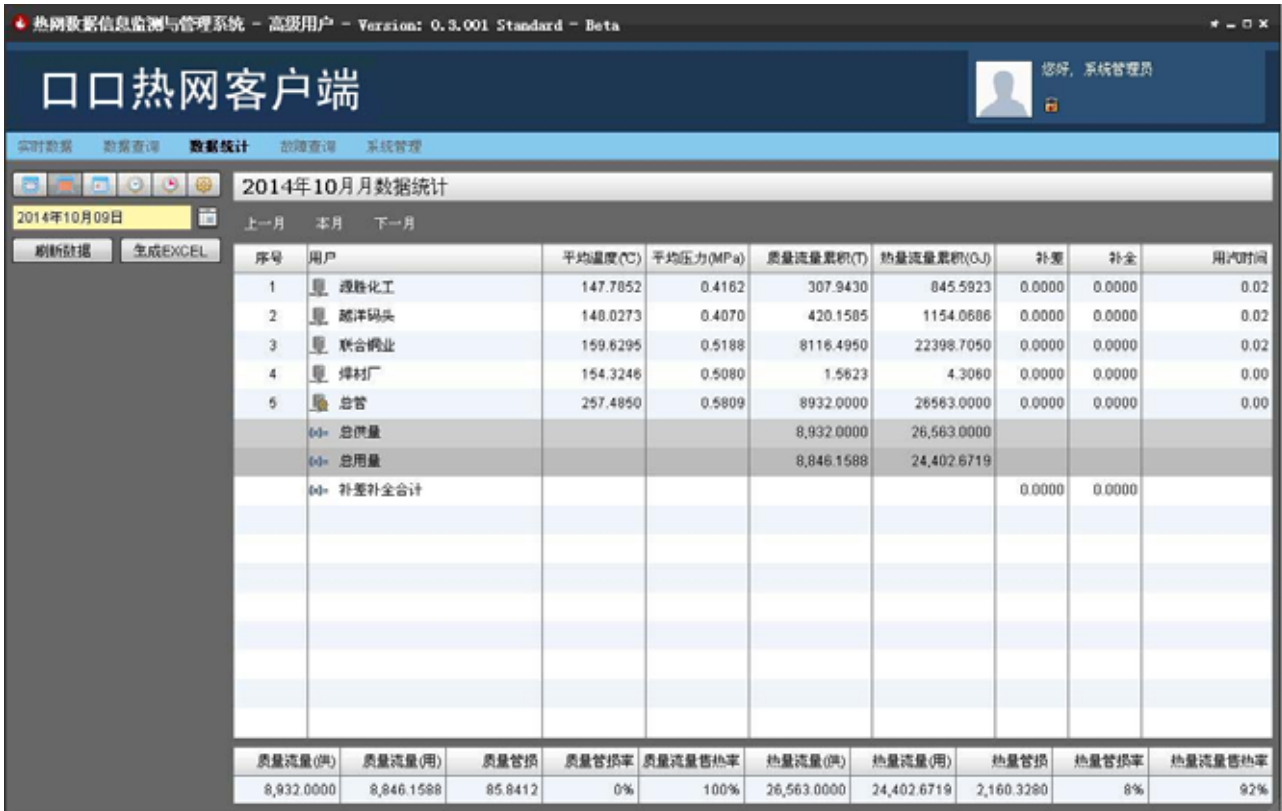 热网数据信息监测与管理系统 - 高级用户 - Version: 0.3.001 Standard - Beta
口口热网客户端
您好, 系统管理员
实时数据 数据查询 数据统计 故障查询 系统管理
2014年10月月数据统计
2014年10月09日
上一月 本月 下一月
刷新数据 生成EXCEL
序号 用户 平均温度(℃) 平均压力(MPa) 质量流量累积(T) 热量流量累积(GJ) 补差 补全 用汽时间
1 源胜化工 147.7852 0.4162 307.9430 845.5923 0.0000 0.0000 0.02
2 越洋码头 148.0273 0.4070 420.1585 1154.0686 0.0000 0.0000 0.02
3 联合钢业 159.6295 0.5188 8116.4950 22398.7050 0.0000 0.0000 0.02
4 焊材厂 154.3246 0.5080 1.5623 4.3060 0.0000 0.0000 0.00
5 总管 257.4850 0.5809 8932.0000 26563.0000 0.0000 0.0000 0.00
总供量 8,932.0000 26,563.0000
总用量 8,846.1588 24,402.6719
补差补全合计 0.0000 0.0000
质量流量(供) 质量流量(用) 质量管损 质量管损率 质量流量售热率 热量流量(供) 热量流量(用) 热量管损 热量管损率 热量流量售热率
8,932.0000 8,846.1588 85.8412 0% 100% 26,563.0000 24,402.6719 2,160.3280 8% 92%